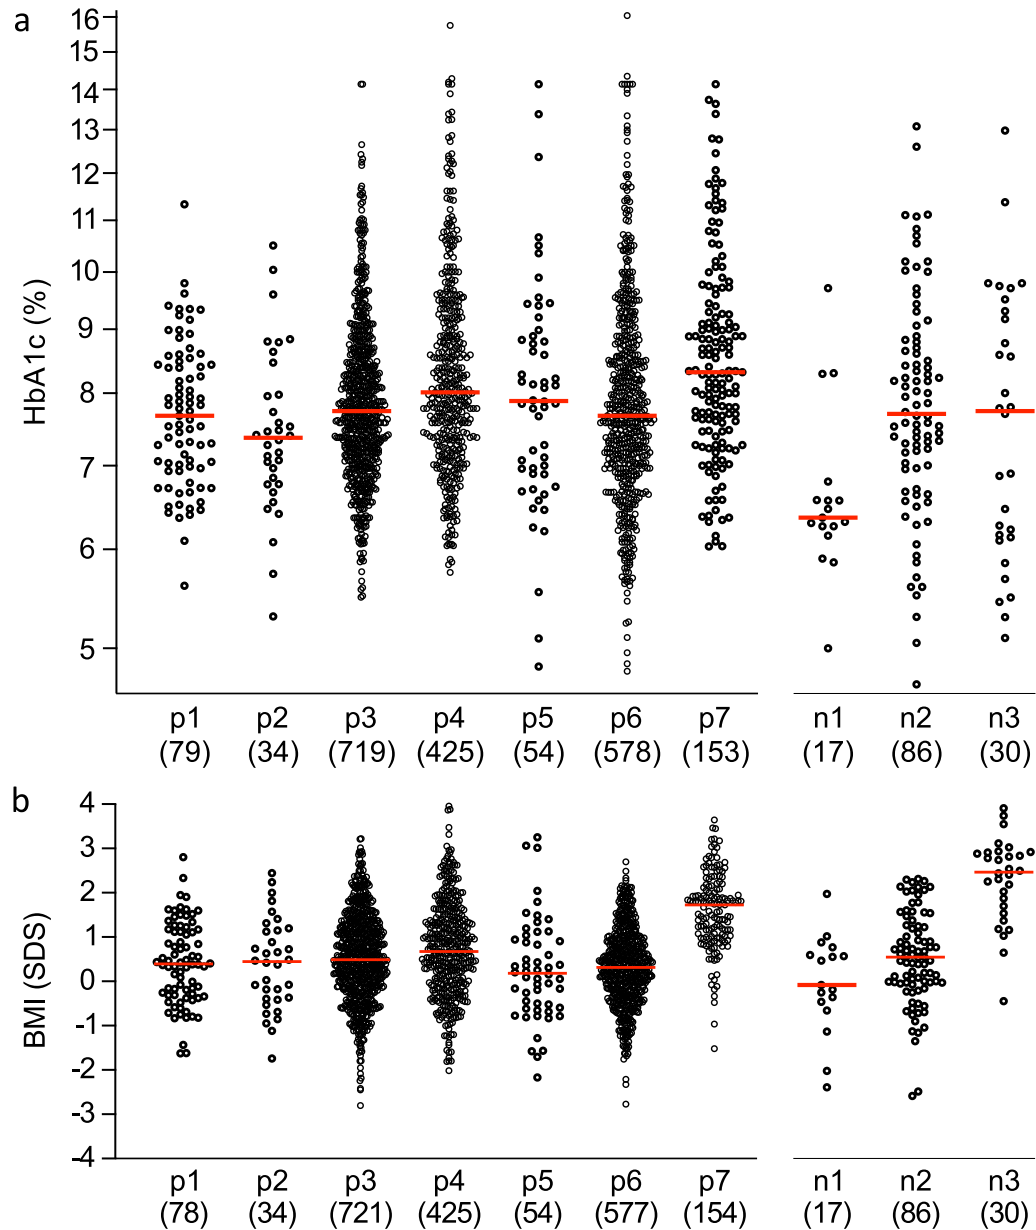 a
HbA1c (%)
16
15
14
13
12
11
10
9
8
7
6
5
p1 p2 p3 p4 p5 p6 p7 n1 n2 n3
(79) (34) (719) (425) (54) (578) (153) (17) (86) (30)
b
BMI (SDS)
4
3
2
1
0
-1
-2
-3
-4
p1 p2 p3 p4 p5 p6 p7 n1 n2 n3
(78) (34) (721) (425) (54) (577) (154) (17) (86) (30)